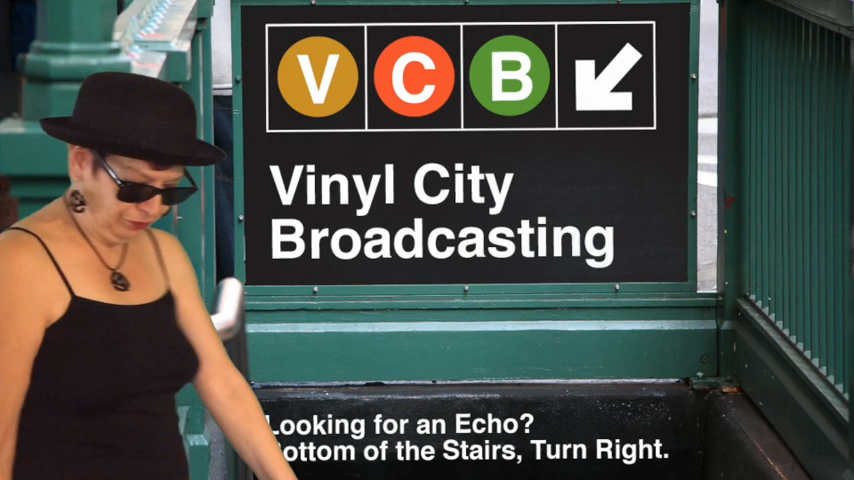 V C B
Vinyl City
Broadcasting
Looking for an Echo?
ottom of the Stairs, Turn Right.